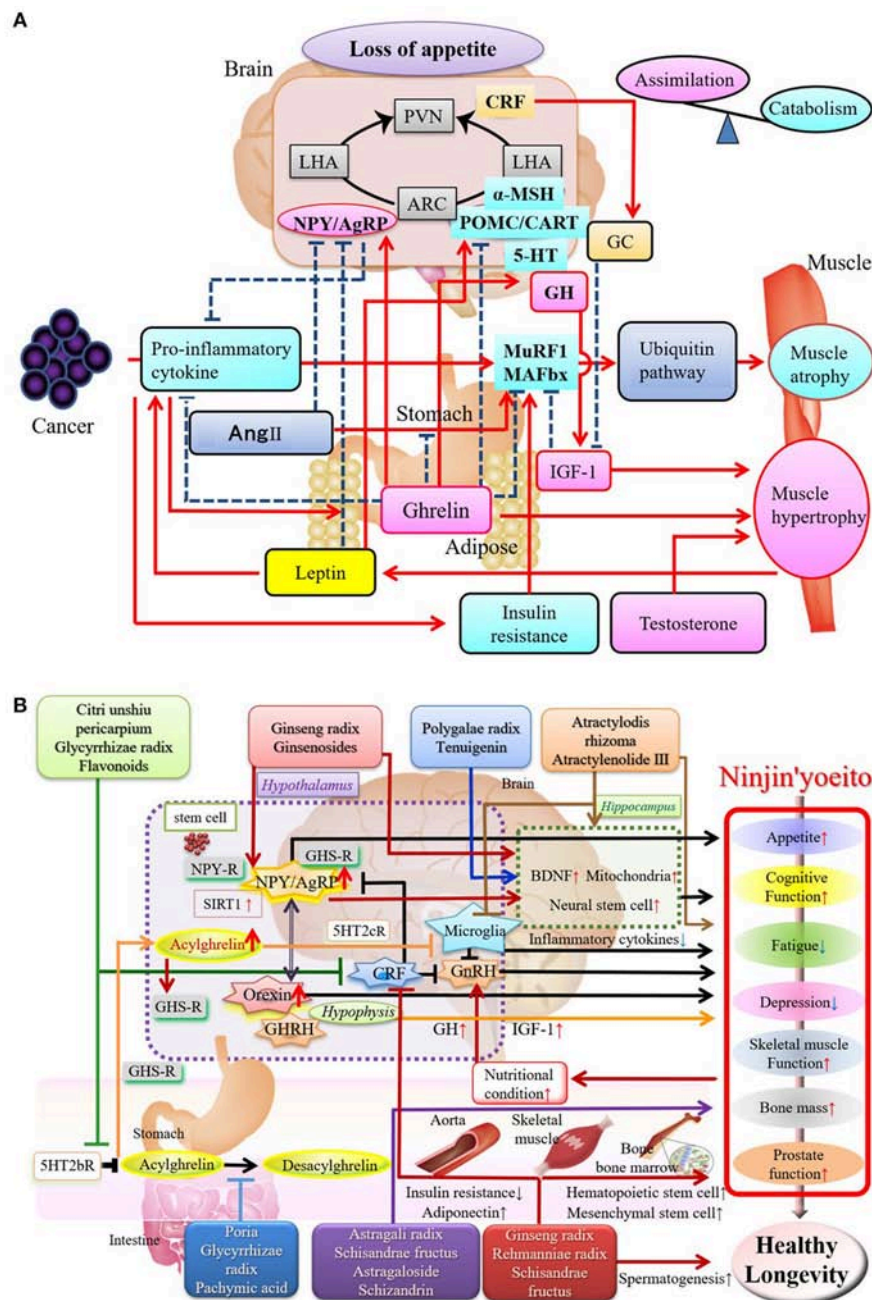 A
Loss of appetite
Brain
CRF
PVN
LHA
LHA
ARC
α-MSH
NPY/AgRP
POMC/CART
5-HT
GH
GC
Assimilation
Catabolism
Muscle
Cancer
Pro-inflammatory
cytokine
MuRF1
MAFbx
Ubiquitin
pathway
Muscle
atrophy
AngII
Stomach
IGF-1
Ghrelin
Adipose
Muscle
hypertrophy
Leptin
Insulin
resistance
Testosterone
B
Citri unshiu
pericarpium
Glycyrrhizae radix
Flavonoids
Ginseng radix
Ginsenosides
Polygalae radix
Tenuigenin
Atractylodis
rhizoma
Atractylenolide III
Ninjin'yoeito
Hypothalamus
Brain
Hippocampus
stem cell
NPY-R
GHS-R
NPY/AgRP
SIRT1 ↑
BDNF↑ Mitochondria↑
Neural stem cell↑
Acylghrelin
5HT2cR
Microglia
Inflammatory cytokines↓
GHS-R
CRF
GnRH
Orexin
Hypophysis
GHRH
GH↑
IGF-1↑
Appetite↑
Cognitive
Function↑
Fatigue↓
Depression↓
Skeletal muscle
Function↑
Bone mass↑
Prostate
function↑
GHS-R
Nutritional
condition↑
Aorta
Skeletal
muscle
Bone
bone marrow
Stomach
5HT2bR
Acylghrelin
Desacylghrelin
Insulin resistance↓
Adiponectin↑
Hematopoietic stem cell↑
Mesenchymal stem cell↑
Intestine
Poria
Glycyrrhizae
radix
Pachymic acid
Astragali radix
Schisandrae fructus
Astragaloside
Schizandrin
Ginseng radix
Rehmanniae radix
Schisandrae
fructus
Spermatogenesis↑
Healthy
Longevity